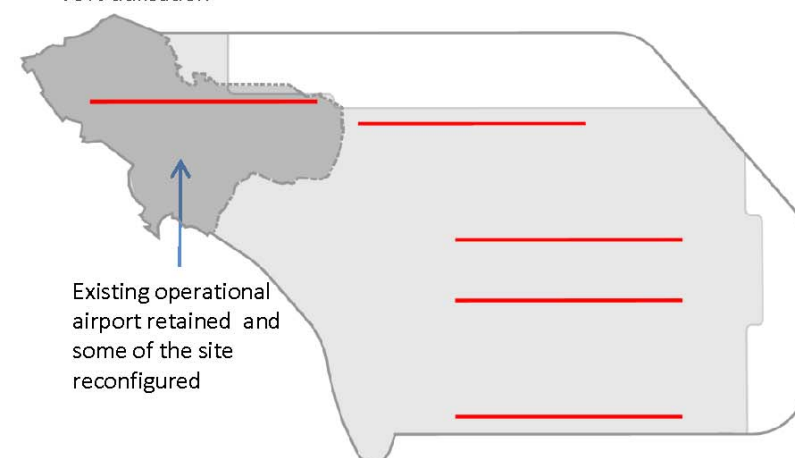 Existing operational
airport retained and
some of the site
reconfigured